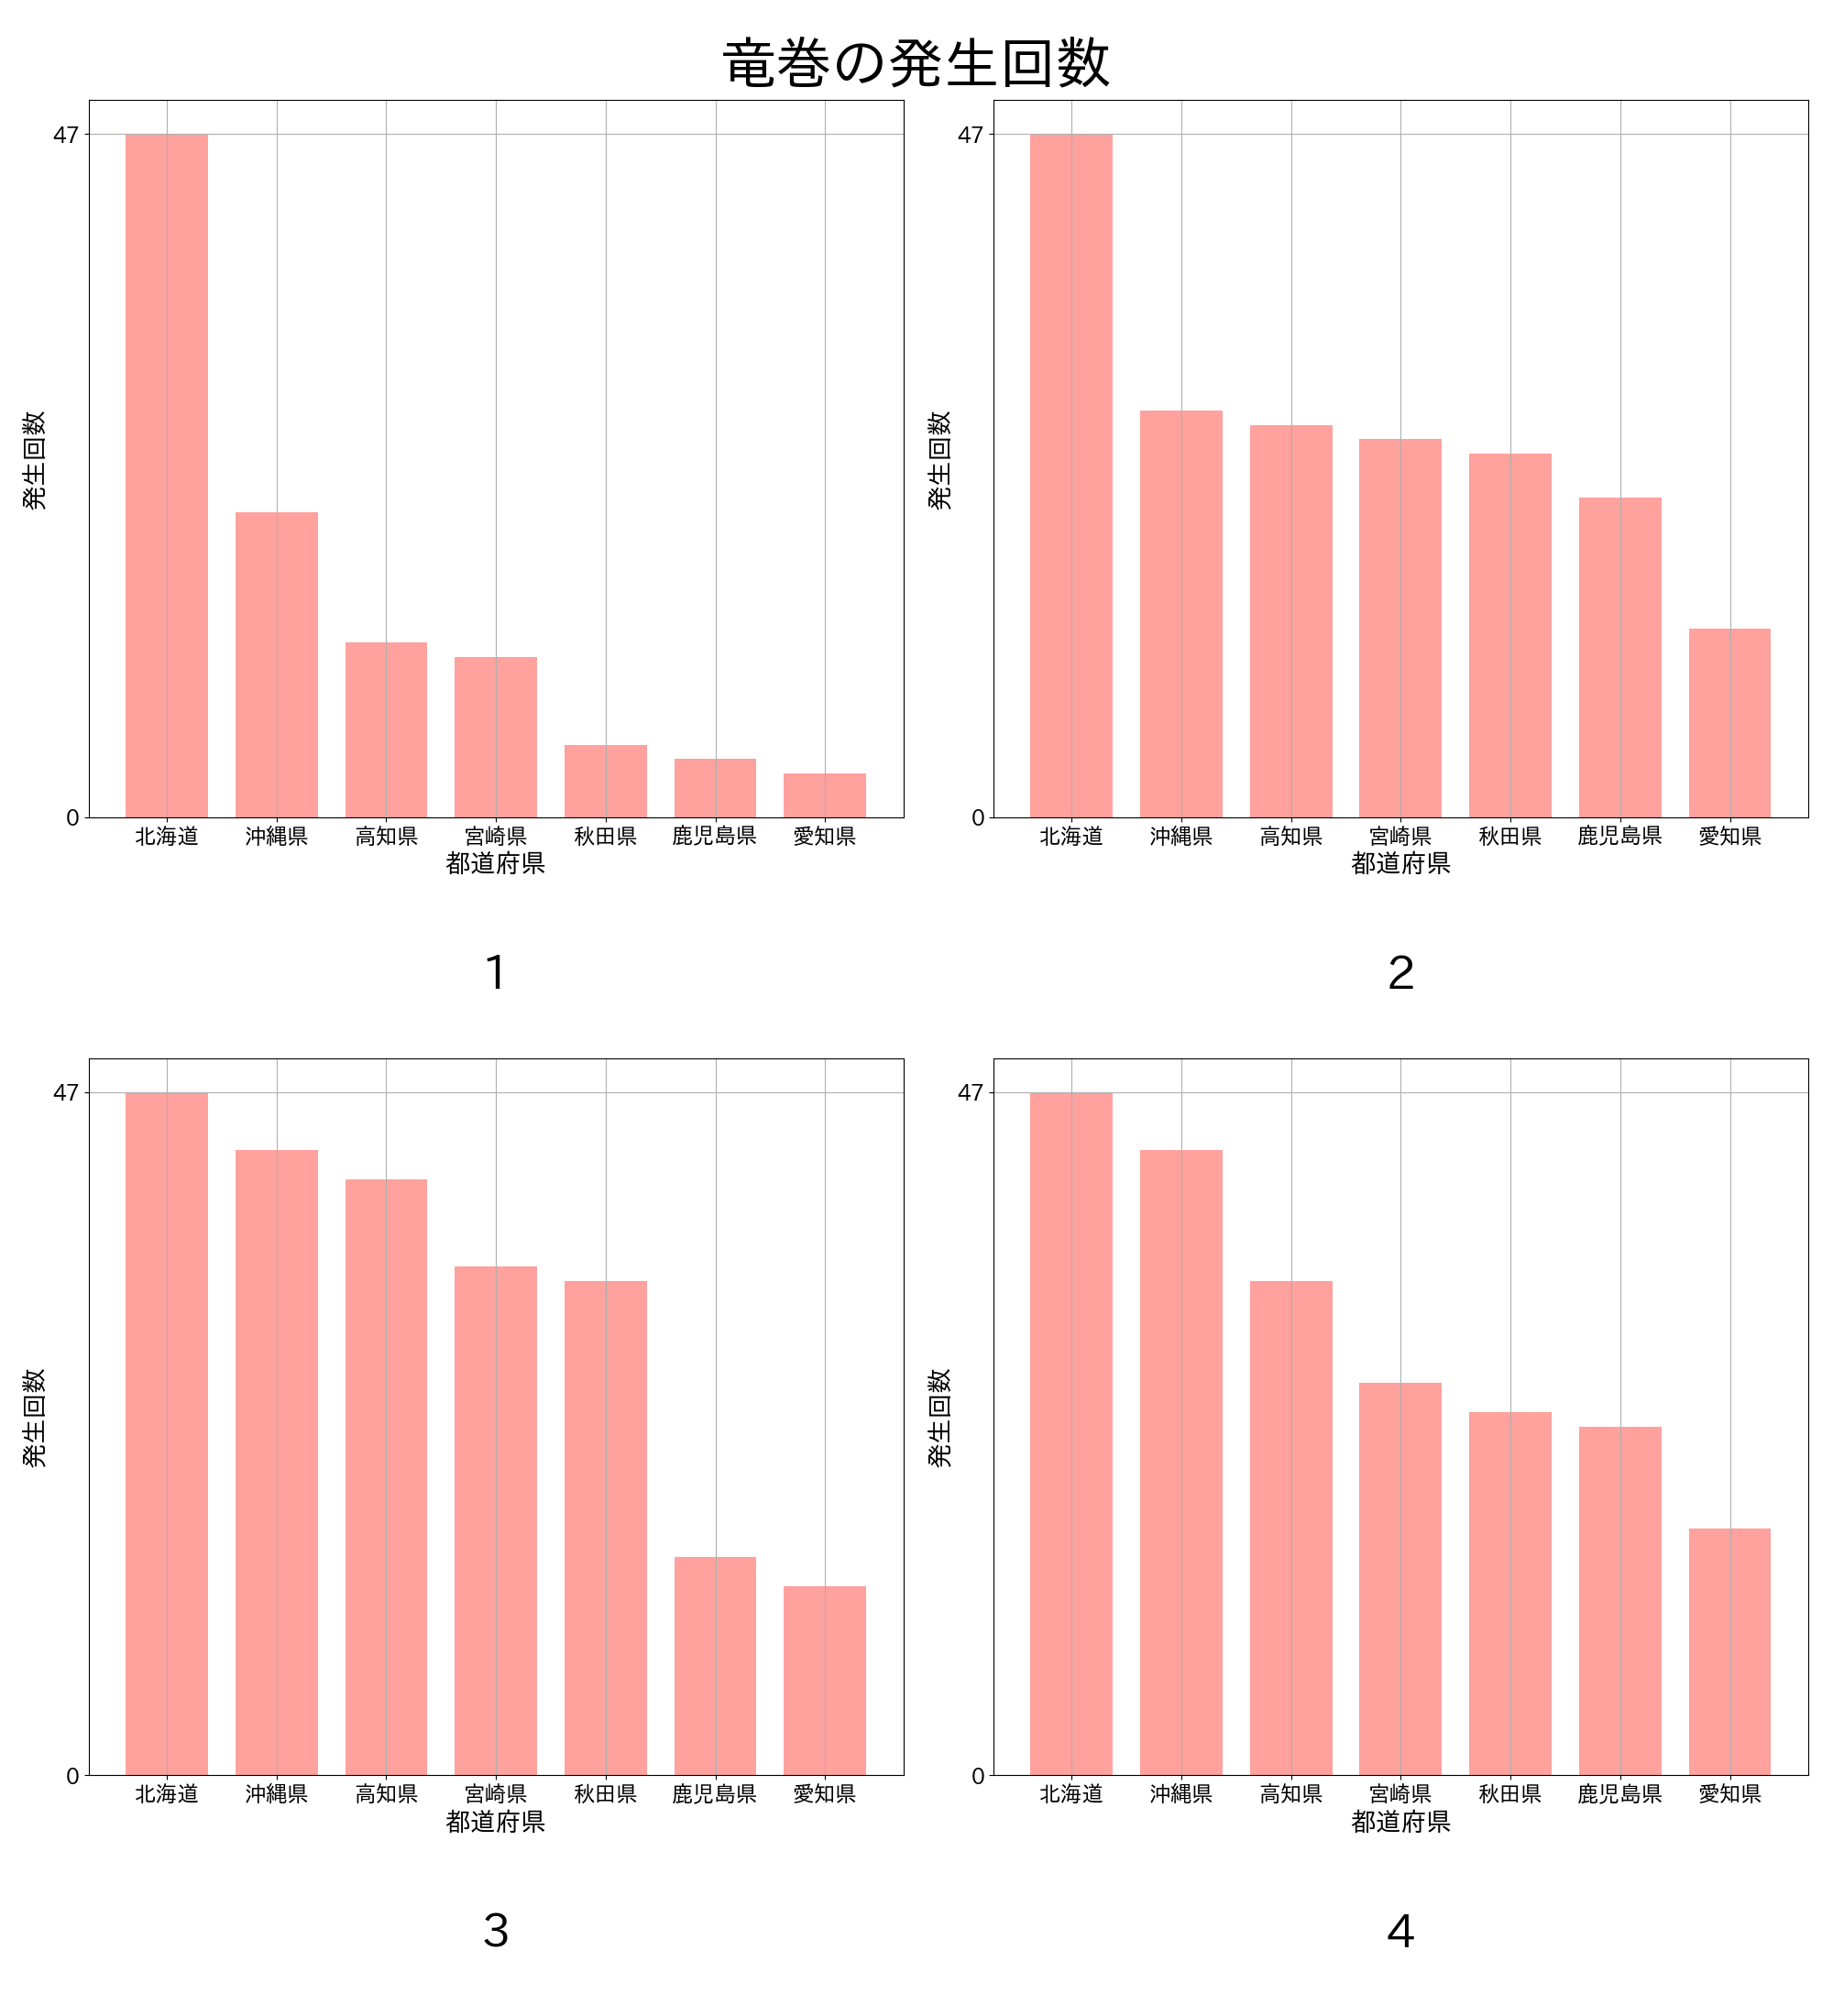 竜巻の発生回数
47
0
発生回数
北海道 沖縄県 高知県 宮崎県 秋田県 鹿児島県 愛知県
都道府県
1
47
0
発生回数
北海道 沖縄県 高知県 宮崎県 秋田県 鹿児島県 愛知県
都道府県
2
47
0
発生回数
北海道 沖縄県 高知県 宮崎県 秋田県 鹿児島県 愛知県
都道府県
3
47
0
発生回数
北海道 沖縄県 高知県 宮崎県 秋田県 鹿児島県 愛知県
都道府県
4